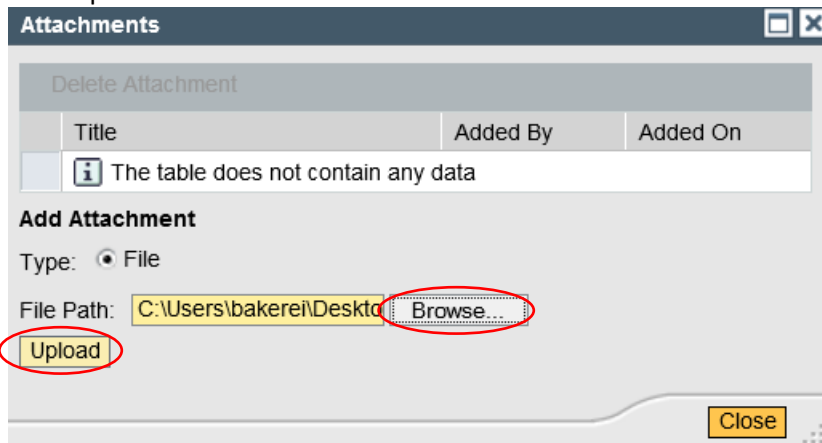 Attachments
Delete Attachment
Title Added By Added On
i The table does not contain any data
Add Attachment
Type: File
File Path: C:\Users\bakerei\Deskto Browse...
Upload
Close